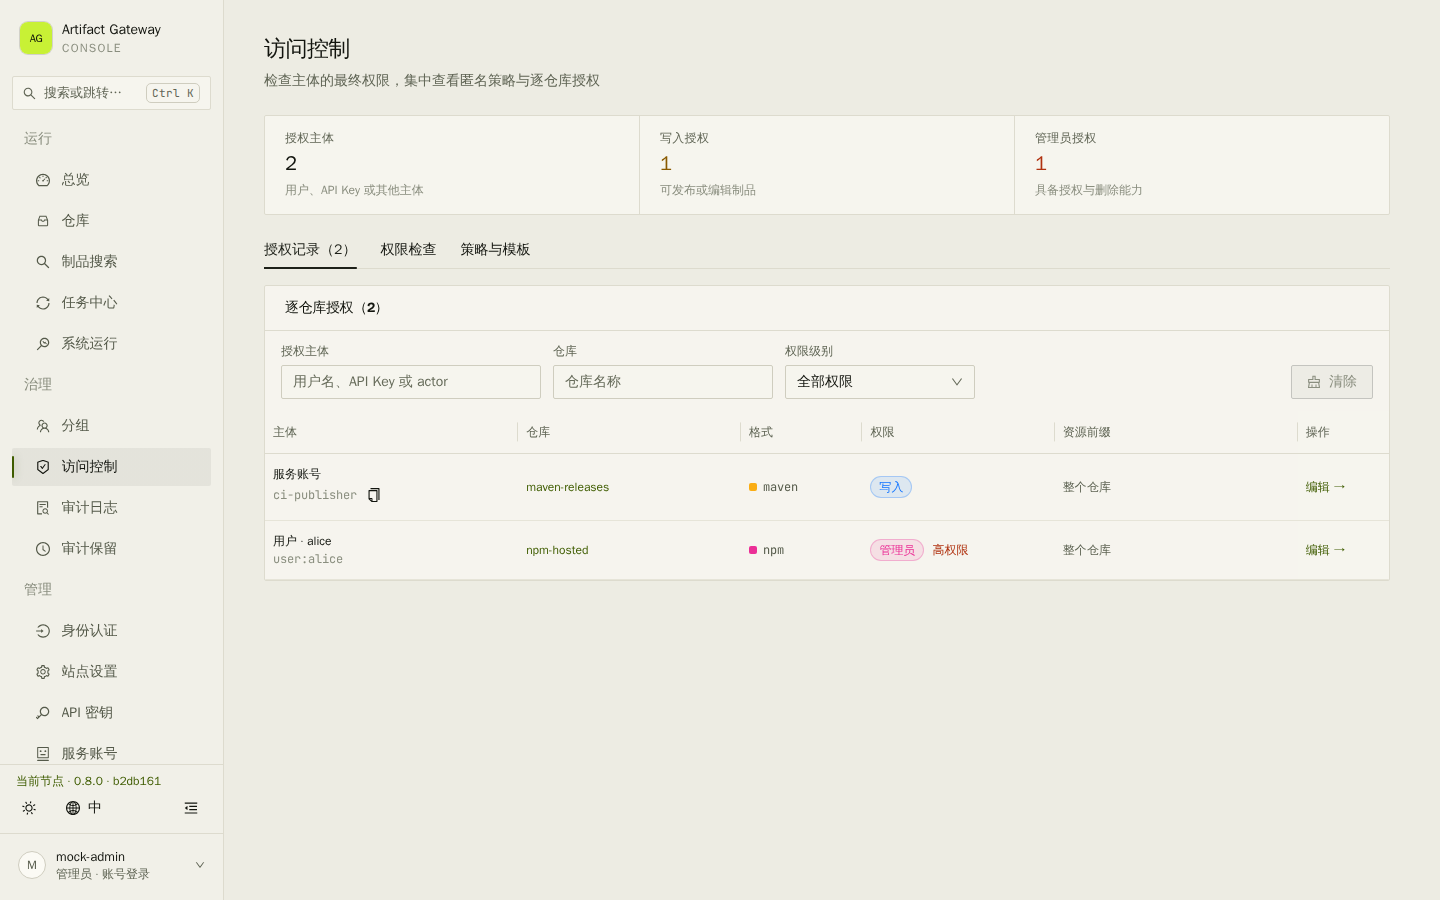 AG
Artifact Gateway
CONSOLE
搜索或跳转…
Ctrl K
运行
总览
仓库
制品搜索
任务中心
系统运行
治理
分组
访问控制
审计日志
审计保留
管理
身份认证
站点设置
API 密钥
服务账号
当前节点 · 0.8.0 · b2db161
中
M
mock-admin
管理员 · 账号登录
访问控制
检查主体的最终权限，集中查看匿名策略与逐仓库授权
授权主体
2
用户、API Key 或其他主体
写入授权
1
可发布或编辑制品
管理员授权
1
具备授权与删除能力
授权记录（2） 权限检查 策略与模板
逐仓库授权（2）
授权主体 仓库 权限级别
用户名、API Key 或 actor 仓库名称 全部权限 清除
主体 仓库 格式 权限 资源前缀 操作
服务账号
ci-publisher
maven-releases maven 写入 整个仓库 编辑 →
用户 · alice
user:alice
npm-hosted npm 管理员 高权限 整个仓库 编辑 →